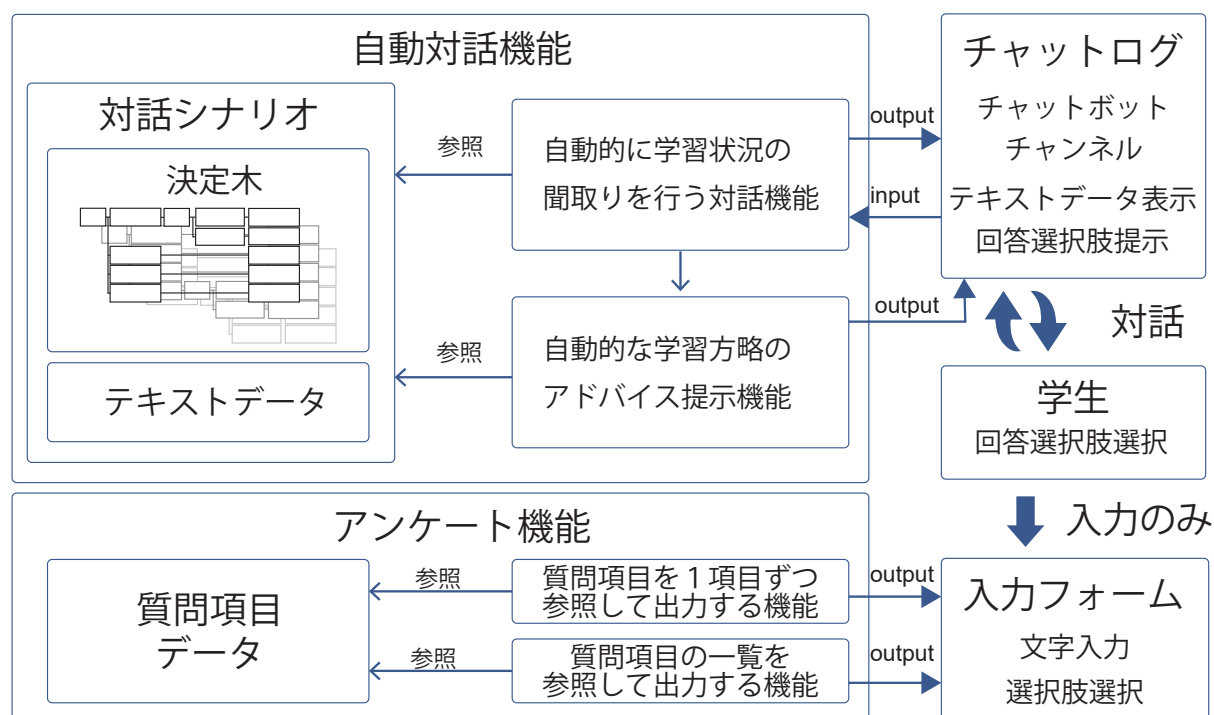 自動対話機能
対話シナリオ
決定木
テキストデータ
参照
自動的に学習状況の
聞取りを行う対話機能
参照
自動的な学習方略の
アドバイス提示機能
output
input
output
チャットログ
チャットボット
チャンネル
テキストデータ表示
回答選択肢提示
対話
学生
回答選択肢選択
入力のみ
アンケート機能
質問項目
データ
参照
質問項目を1項目ずつ
参照して出力する機能
output
参照
質問項目の一覧を
参照して出力する機能
output
入力フォーム
文字入力
選択肢選択